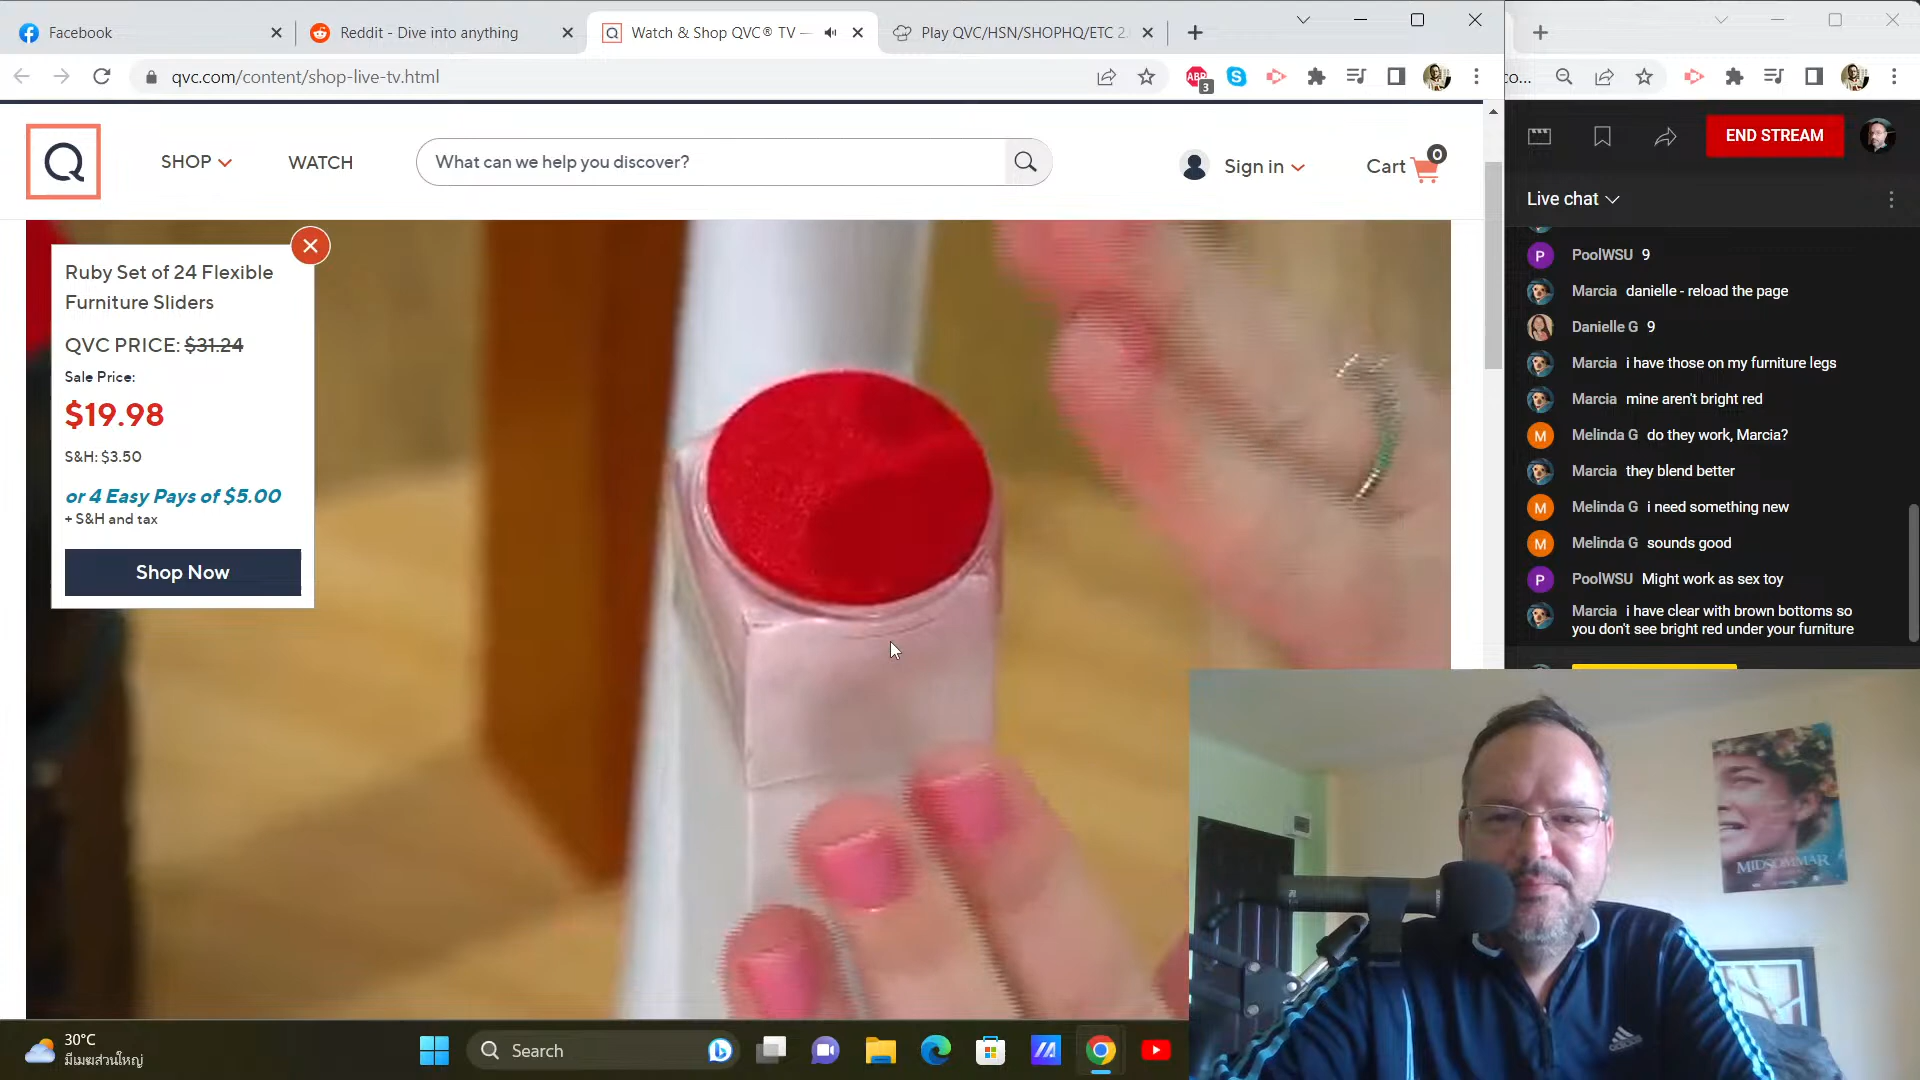 Facebook
Reddit - Dive into anything
Watch & Shop QVC® TV —
Play QVC/HSN/SHOPHQ/ETC 2.
qvc.com/content/shop-live-tv.html
ABP
3
co...
Q
SHOP
WATCH
What can we help you discover?
Sign in
Cart
0
END STREAM
Live chat
Ruby Set of 24 Flexible
Furniture Sliders
QVC PRICE: $31.24
Sale Price:
$19.98
S&H: $3.50
or 4 Easy Pays of $5.00
+ S&H and tax
Shop Now
P PoolWSU 9
Marcia danielle - reload the page
Danielle G 9
Marcia i have those on my furniture legs
Marcia mine aren't bright red
M Melinda G do they work, Marcia?
Marcia they blend better
M Melinda G i need something new
M Melinda G sounds good
P PoolWSU Might work as sex toy
Marcia i have clear with brown bottoms so
you don't see bright red under your furniture
MIDSOMMAR
adidas
30°C
มีเมฆส่วนใหญ่
Search